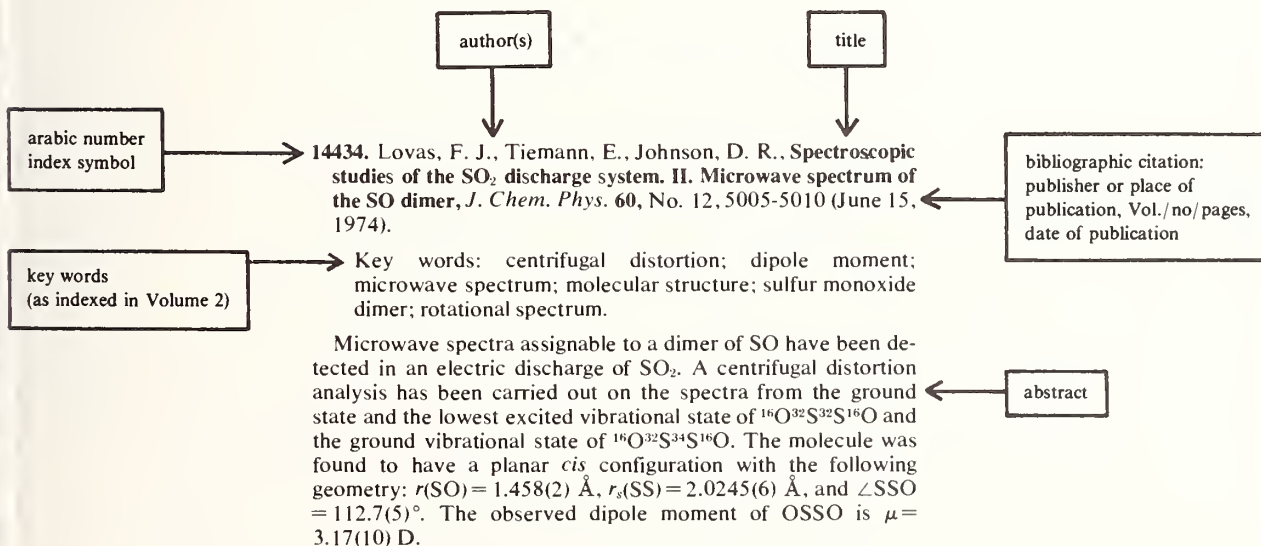 author(s)
title
arabic number
index symbol
14434. Lovas, F. J., Tiemann, E., Johnson, D. R., Spectroscopic
studies of the SO₂ discharge system. II. Microwave spectrum of
the SO dimer, J. Chem. Phys. 60, No. 12, 5005-5010 (June 15,
1974).
bibliographic citation:
publisher or place of
publication, Vol./no/pages,
date of publication
key words
(as indexed in Volume 2)
Key words: centrifugal distortion; dipole moment;
microwave spectrum; molecular structure; sulfur monoxide
dimer; rotational spectrum.
Microwave spectra assignable to a dimer of SO have been de-
tected in an electric discharge of SO₂. A centrifugal distortion
analysis has been carried out on the spectra from the ground
state and the lowest excited vibrational state of ¹⁶O³²S³²S¹⁶O and
the ground vibrational state of ¹⁶O³²S³⁴S¹⁶O. The molecule was
found to have a planar cis configuration with the following
geometry: r(SO) = 1.458(2) Å, rₛ(SS) = 2.0245(6) Å, and ∠SSO
= 112.7(5)°. The observed dipole moment of OSSO is μ =
3.17(10) D.
abstract